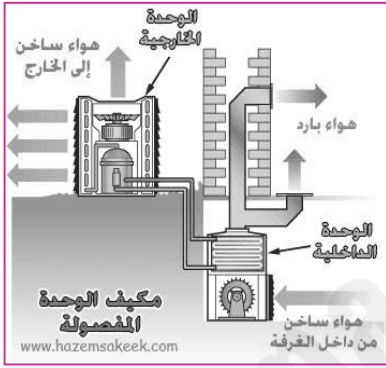 الوحدة
الخارجية
هواء ساخن
إلى الخارج
هواء بارد
الوحدة
الداخلية
مكيف الوحدة
المفصولة
www.hazemsakeek.com
هواء ساخن
من داخل الغرفة